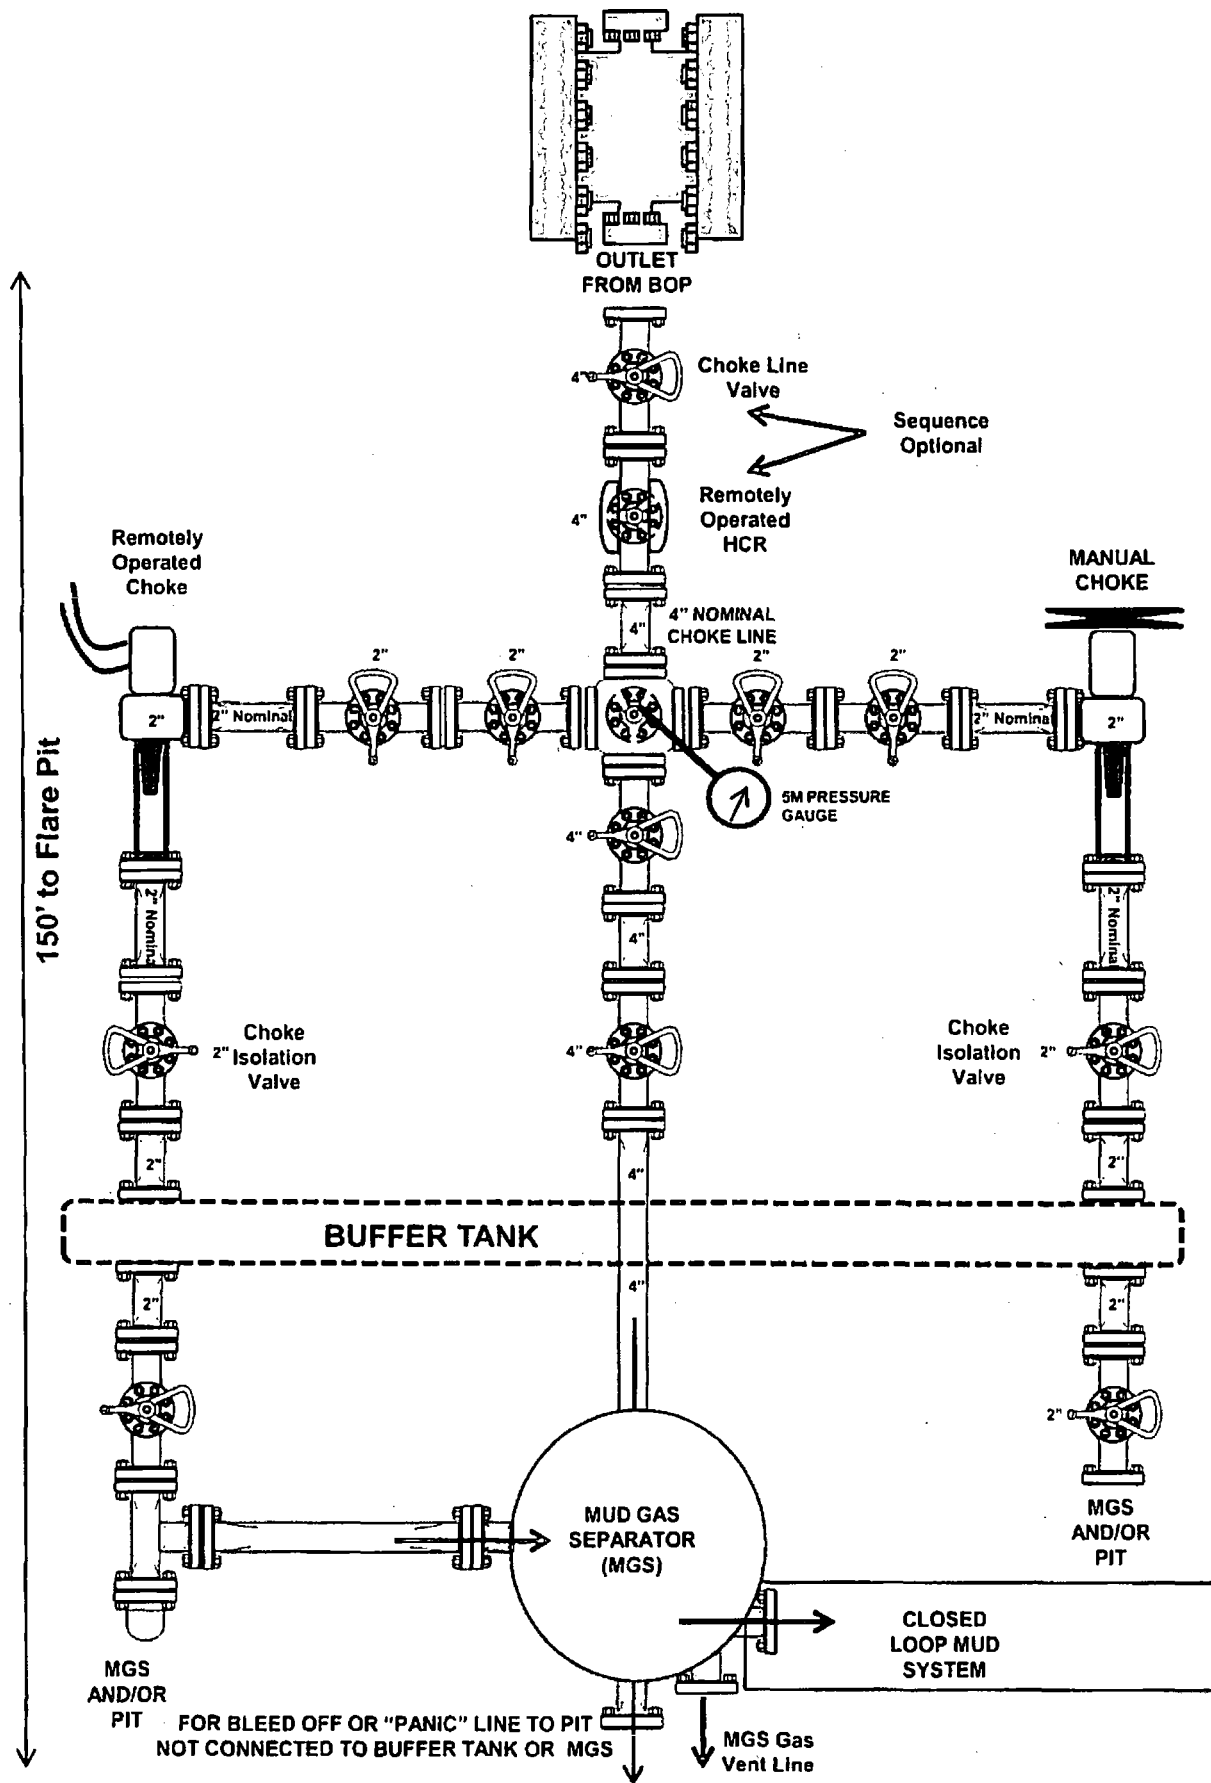 OUTLET
FROM BOP
4"
Choke Line
Valve
Sequence
Optional
4"
Remotely
Operated
HCR
Remotely
Operated
Choke
MANUAL
CHOKE
4"
4" NOMINAL
CHOKE LINE
2"
2"
2"
2"
2"
2" Nominal
2" Nominal
2"
5M PRESSURE
GAUGE
4"
150' to Flare Pit
2" Nominal
4"
2" Nominal
2"
Choke
Isolation
Valve
4"
Choke
Isolation
Valve
2"
2"
4"
2"
BUFFER TANK
2"
4"
2"
2"
MUD GAS
SEPARATOR
(MGS)
MGS
AND/OR
PIT
CLOSED
LOOP MUD
SYSTEM
MGS
AND/OR
PIT
FOR BLEED OFF OR "PANIC" LINE TO PIT
NOT CONNECTED TO BUFFER TANK OR MGS
MGS Gas
Vent Line